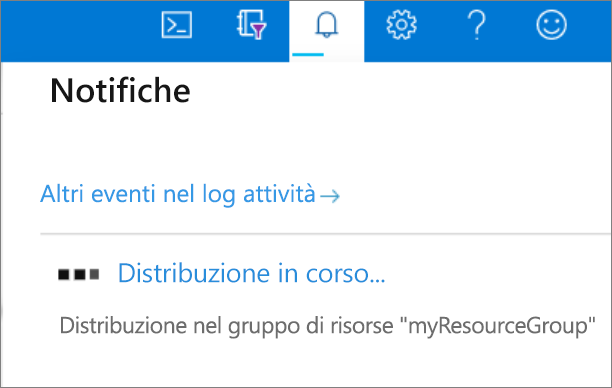 Notifiche
Altri eventi nel log attività→
Distribuzione in corso...
Distribuzione nel gruppo di risorse "myResourceGroup"